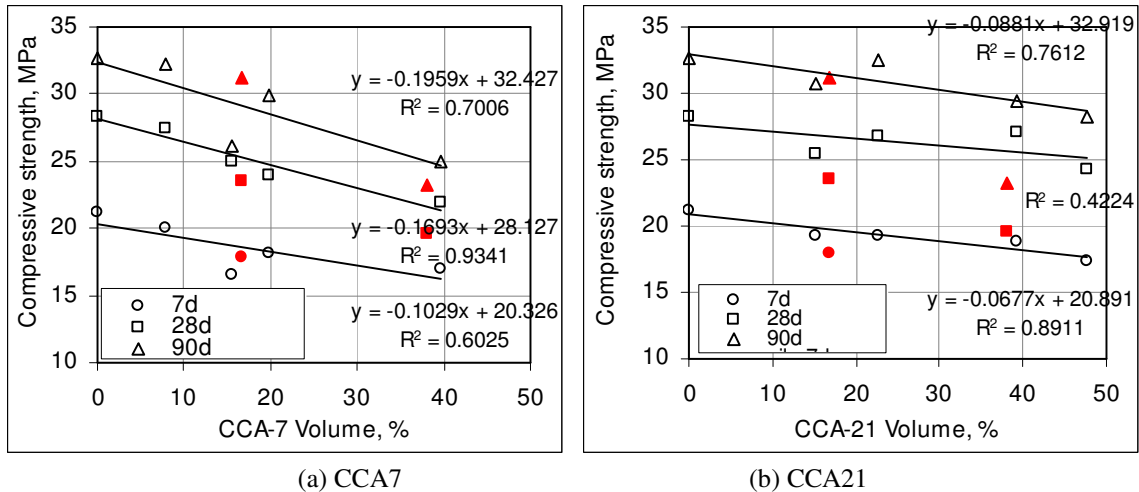 35
30
25
20
15
10
0
10
20
30
40
50
Compressive strength, MPa
CCA-7 Volume, %
y = -0.1959x + 32.427
R² = 0.7006
y = -0.1693x + 28.127
R² = 0.9341
y = -0.1029x + 20.326
R² = 0.6025
7d
28d
90d
(a) CCA7
35
30
25
20
15
10
0
10
20
30
40
50
Compressive strength, MPa
CCA-21 Volume, %
y = -0.0881x + 32.919
R² = 0.7612
R² = 0.4224
y = -0.0677x + 20.891
R² = 0.8911
7d
28d
90d
(b) CCA21